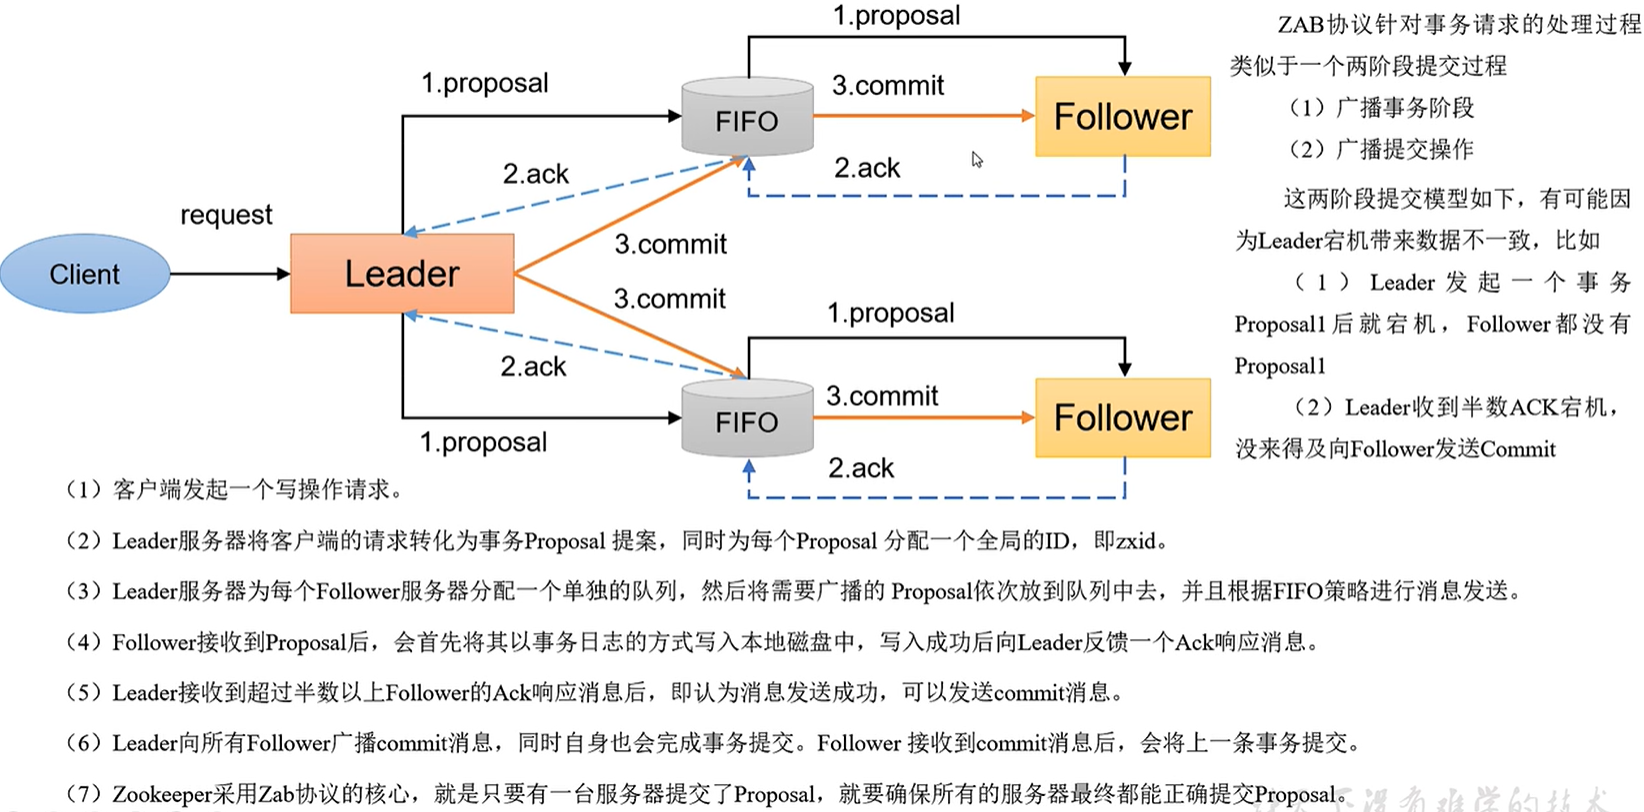 1.proposal
ZAB协议针对事务请求的处理过程
类似于一个两阶段提交过程
1.proposal
3.commit
FIFO
Follower
（1）广播事务阶段
（2）广播提交操作
2.ack
2.ack
request
3.commit
这两阶段提交模型如下，有可能因
为Leader宕机带来数据不一致，比如
（1）Leader发起一个事务
Proposal1后就宕机，Follower都没有
Proposal1
（2）Leader收到半数ACK宕机，
没来得及向Follower发送Commit
Client
Leader
3.commit
1.proposal
2.ack
3.commit
FIFO
Follower
1.proposal
2.ack
（1）客户端发起一个写操作请求。
（2）Leader服务器将客户端的请求转化为事务Proposal 提案，同时为每个Proposal 分配一个全局的ID，即zxid。
（3）Leader服务器为每个Follower服务器分配一个单独的队列，然后将需要广播的 Proposal依次放到队列中去，并且根据FIFO策略进行消息发送。
（4）Follower接收到Proposal后，会首先将其以事务日志的方式写入本地磁盘中，写入成功后向Leader反馈一个Ack响应消息。
（5）Leader接收到超过半数以上Follower的Ack响应消息后，即认为消息发送成功，可以发送commit消息。
（6）Leader向所有Follower广播commit消息，同时自身也会完成事务提交。Follower 接收到commit消息后，会将上一条事务提交。
（7）Zookeeper采用Zab协议的核心，就是只要有一台服务器提交了Proposal，就要确保所有的服务器最终都能正确提交Proposal。